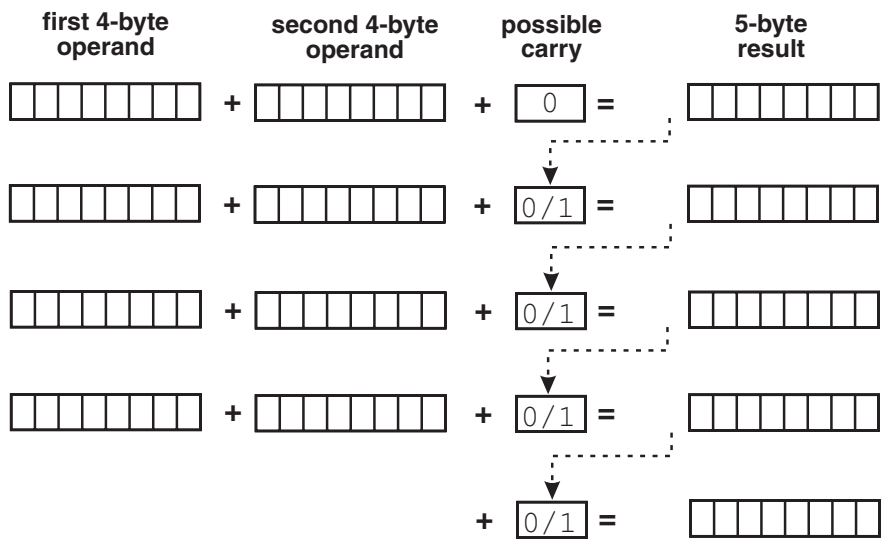 first 4-byte operand
second 4-byte operand
possible carry
5-byte result
+ + 0 =
+ + 0/1 =
+ + 0/1 =
+ + 0/1 =
+ 0/1 =